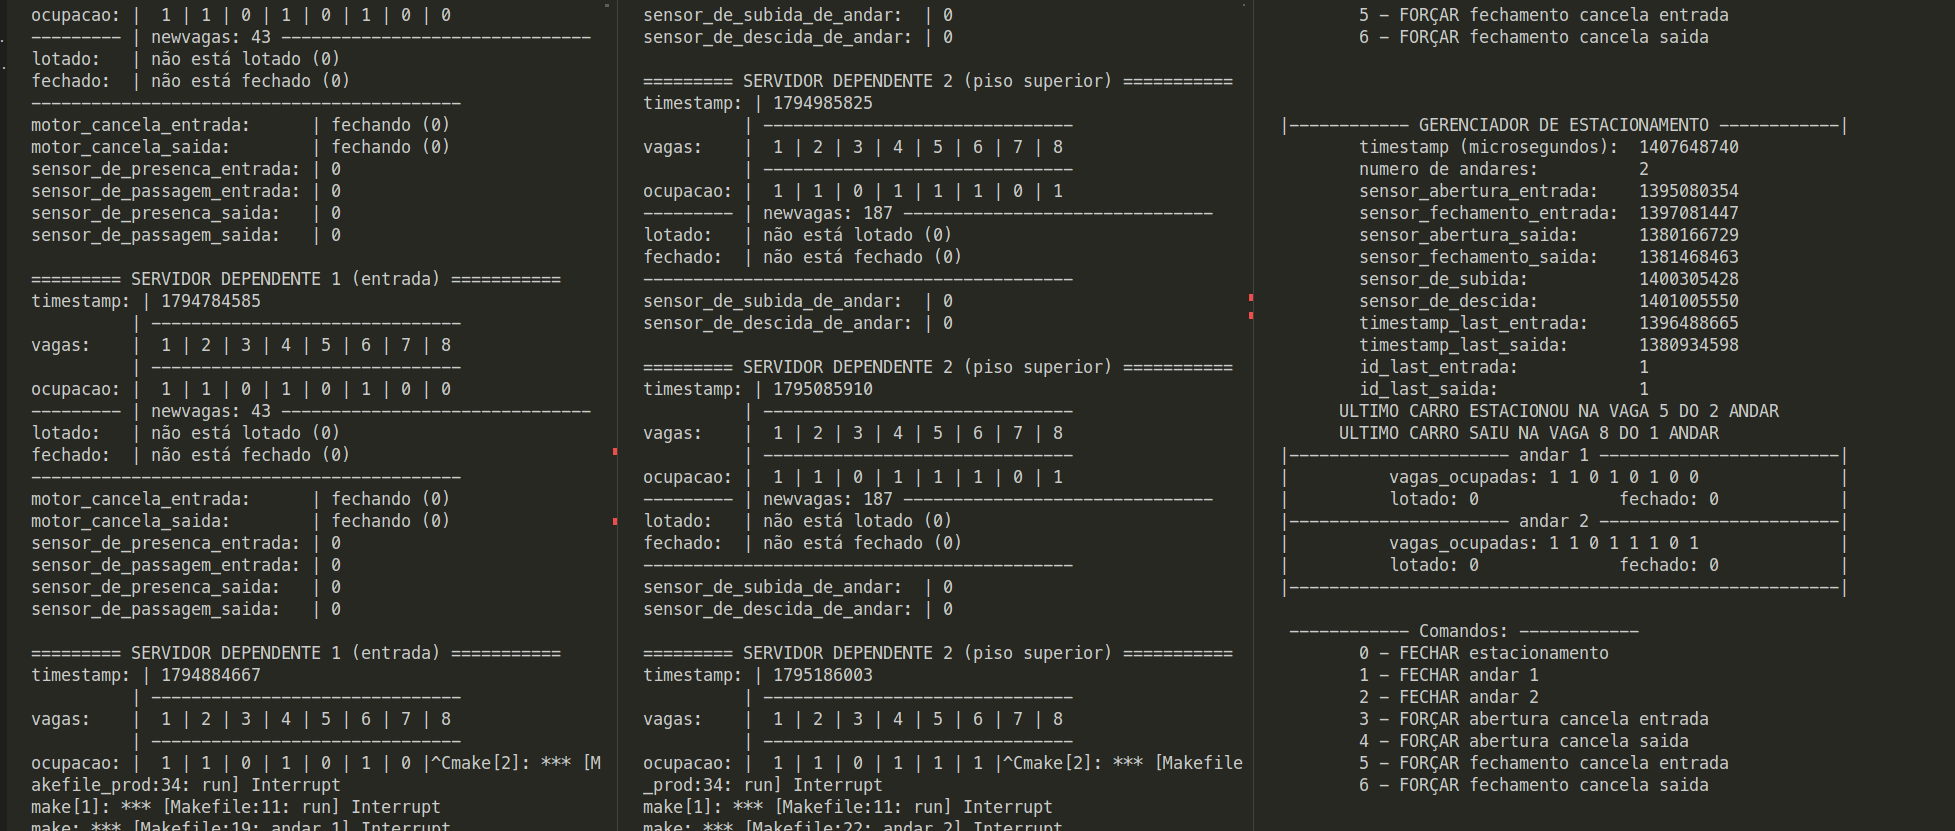 ocupacao: |  1 | 1 | 0 | 1 | 0 | 1 | 0 | 0
--------- | newvagas: 43 -------------------------------
lotado:   | não está lotado (0)
fechado:  | não está fechado (0)
-------------------------------------------
motor_cancela_entrada:      | fechando (0)
motor_cancela_saida:        | fechando (0)
sensor_de_presenca_entrada: | 0
sensor_de_passagem_entrada: | 0
sensor_de_presenca_saida:   | 0
sensor_de_passagem_saida:   | 0
========= SERVIDOR DEPENDENTE 1 (entrada) ===========
timestamp: | 1794784585
| -------------------------------
vagas:    |  1 | 2 | 3 | 4 | 5 | 6 | 7 | 8
| -------------------------------
ocupacao: |  1 | 1 | 0 | 1 | 0 | 1 | 0 | 0
--------- | newvagas: 43 -------------------------------
lotado:   | não está lotado (0)
fechado:  | não está fechado (0)
-------------------------------------------
motor_cancela_entrada:      | fechando (0)
motor_cancela_saida:        | fechando (0)
sensor_de_presenca_entrada: | 0
sensor_de_passagem_entrada: | 0
sensor_de_presenca_saida:   | 0
sensor_de_passagem_saida:   | 0
========= SERVIDOR DEPENDENTE 1 (entrada) ===========
timestamp: | 1794884667
| -------------------------------
vagas:    |  1 | 2 | 3 | 4 | 5 | 6 | 7 | 8
| -------------------------------
ocupacao: |  1 | 1 | 0 | 1 | 0 | 1 | 0 |^Cmake[2]: *** [M
akefile_prod:34: run] Interrupt
make[1]: *** [Makefile:11: run] Interrupt
make: *** [Makefile:19: andar_1] Interrupt
sensor_de_subida_de_andar:  | 0
sensor_de_descida_de_andar: | 0
========= SERVIDOR DEPENDENTE 2 (piso superior) ===========
timestamp: | 1794985825
| -------------------------------
vagas:    |  1 | 2 | 3 | 4 | 5 | 6 | 7 | 8
| -------------------------------
ocupacao: |  1 | 1 | 0 | 1 | 1 | 1 | 0 | 1
--------- | newvagas: 187 -------------------------------
lotado:   | não está lotado (0)
fechado:  | não está fechado (0)
-------------------------------------------
sensor_de_subida_de_andar:  | 0
sensor_de_descida_de_andar: | 0
========= SERVIDOR DEPENDENTE 2 (piso superior) ===========
timestamp: | 1795085910
| -------------------------------
vagas:    |  1 | 2 | 3 | 4 | 5 | 6 | 7 | 8
| -------------------------------
ocupacao: |  1 | 1 | 0 | 1 | 1 | 1 | 0 | 1
--------- | newvagas: 187 -------------------------------
lotado:   | não está lotado (0)
fechado:  | não está fechado (0)
-------------------------------------------
sensor_de_subida_de_andar:  | 0
sensor_de_descida_de_andar: | 0
========= SERVIDOR DEPENDENTE 2 (piso superior) ===========
timestamp: | 1795186003
| -------------------------------
vagas:    |  1 | 2 | 3 | 4 | 5 | 6 | 7 | 8
| -------------------------------
ocupacao: |  1 | 1 | 0 | 1 | 1 | 1 |^Cmake[2]: *** [Makefile
_prod:34: run] Interrupt
make[1]: *** [Makefile:11: run] Interrupt
make: *** [Makefile:22: andar_2] Interrupt
5 - FORÇAR fechamento cancela entrada
6 - FORÇAR fechamento cancela saida
|------------ GERENCIADOR DE ESTACIONAMENTO ------------|
timestamp (microsegundos):  1407648740
numero de andares:          2
sensor_abertura_entrada:    1395080354
sensor_fechamento_entrada:  1397081447
sensor_abertura_saida:      1380166729
sensor_fechamento_saida:    1381468463
sensor_de_subida:           1400305428
sensor_de_descida:          1401005550
timestamp_last_entrada:     1396488665
timestamp_last_saida:       1380934598
id_last_entrada:            1
id_last_saida:              1
ULTIMO CARRO ESTACIONOU NA VAGA 5 DO 2 ANDAR
ULTIMO CARRO SAIU NA VAGA 8 DO 1 ANDAR
|---------------------- andar 1 ------------------------|
|          vagas_ocupadas: 1 1 0 1 0 1 0 0              |
|          lotado: 0              fechado: 0            |
|---------------------- andar 2 ------------------------|
|          vagas_ocupadas: 1 1 0 1 1 1 0 1              |
|          lotado: 0              fechado: 0            |
|-------------------------------------------------------|
------------ Comandos: ------------
0 - FECHAR estacionamento
1 - FECHAR andar 1
2 - FECHAR andar 2
3 - FORÇAR abertura cancela entrada
4 - FORÇAR abertura cancela saida
5 - FORÇAR fechamento cancela entrada
6 - FORÇAR fechamento cancela saida